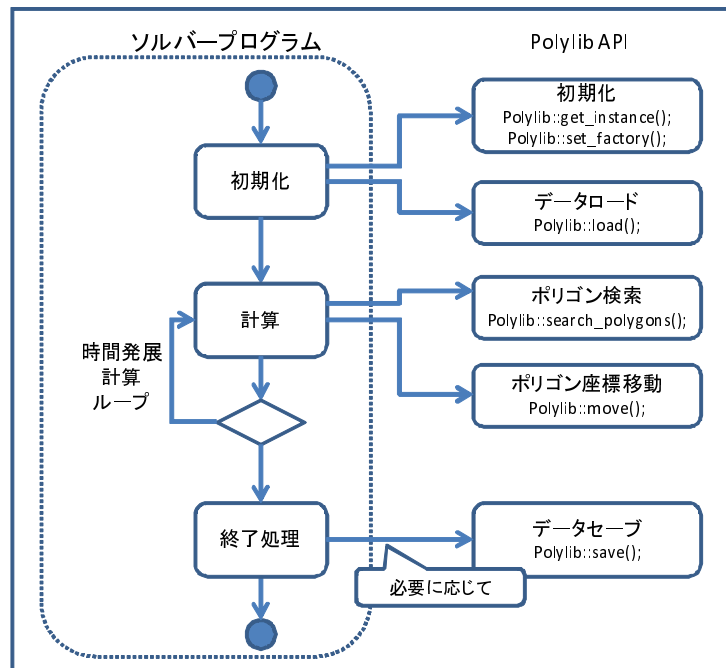 ソルバープログラム
Polylib API
初期化
Polylib::get_instance();
Polylib::set_factory();
初期化
データロード
Polylib::load();
計算
ポリゴン検索
Polylib::search_polygons();
時間発展
計算
ループ
ポリゴン座標移動
Polylib::move();
終了処理
データセーブ
Polylib::save();
必要に応じて